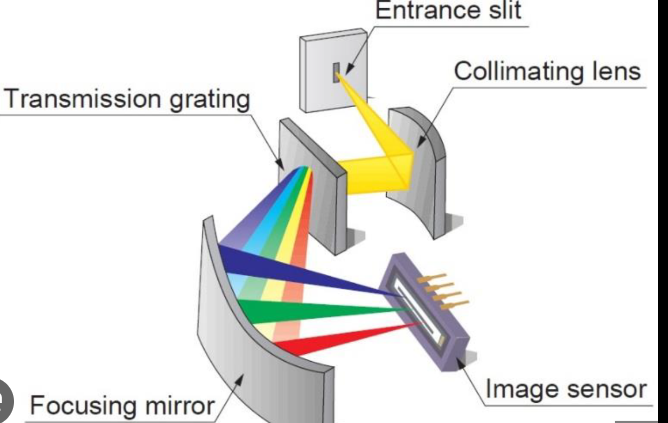 Entrance slit
Collimating lens
Transmission grating
Image sensor
Focusing mirror